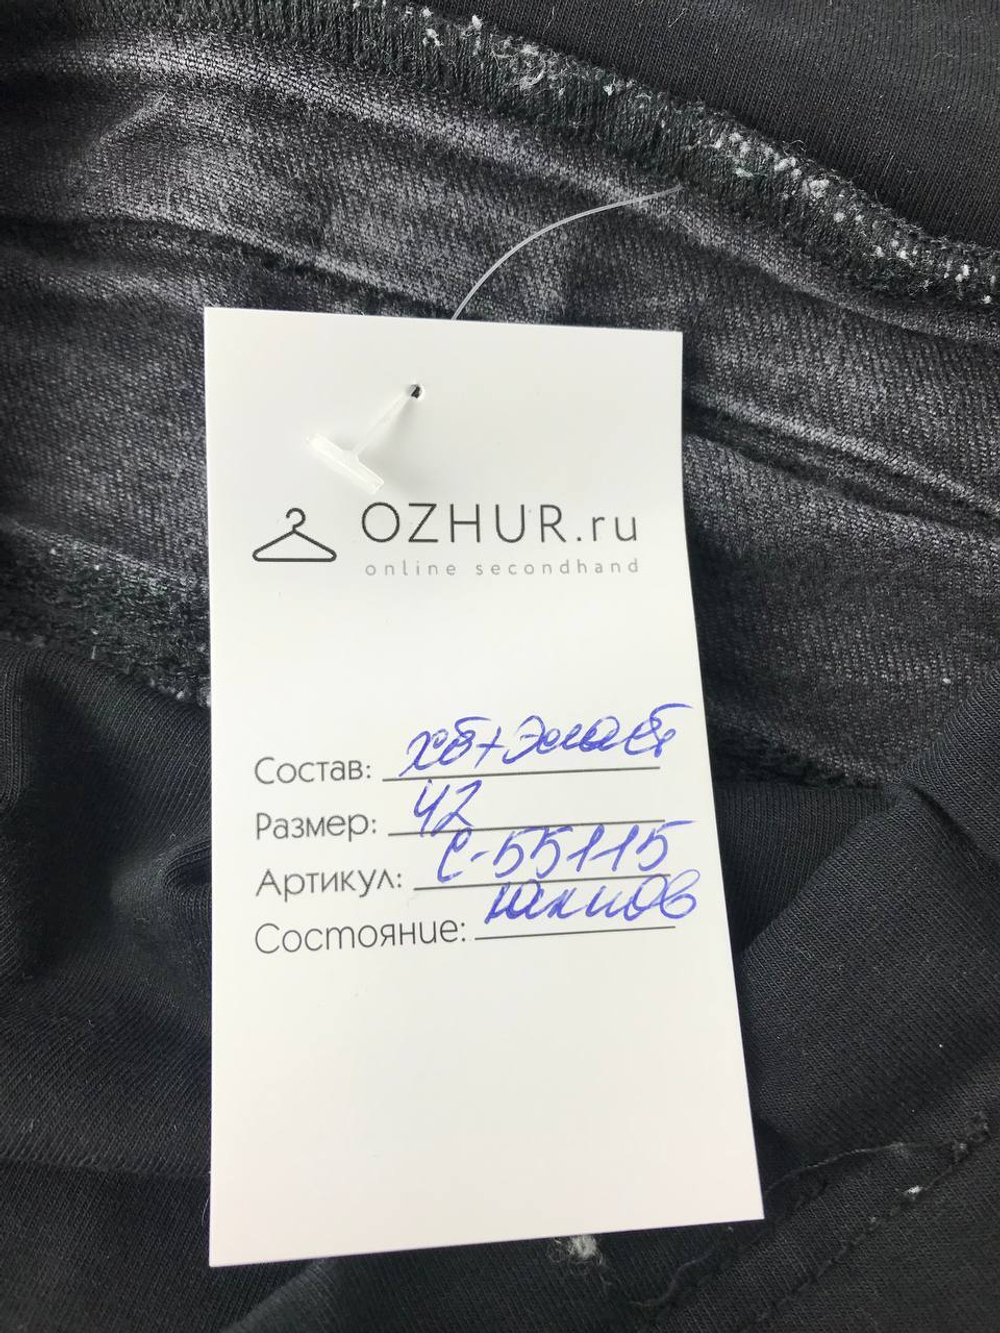 OZHUR.ru
online secondhand
Состав: хб+эласт
Размер: 42
Артикул: С-55115
Состояние: